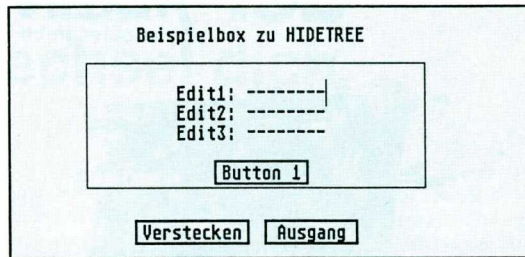 Beispielbox zu HIDETREE
Edit1: --------
Edit2: --------
Edit3: --------
Button 1
Verstecken Ausgang